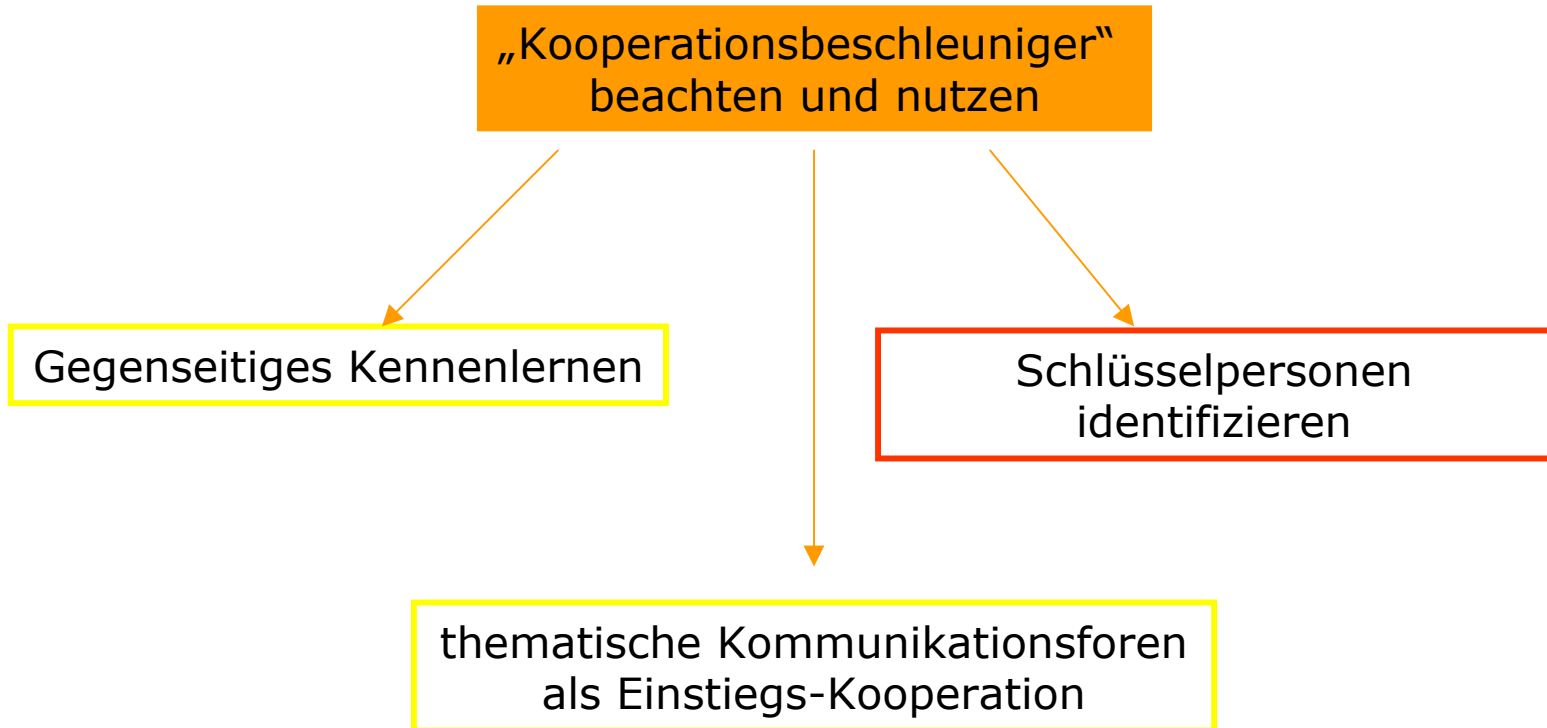 „Kooperationsbeschleuniger“
beachten und nutzen
Gegenseitiges Kennenlernen
Schlüsselpersonen
identifizieren
thematische Kommunikationsforen
als Einstiegs-Kooperation